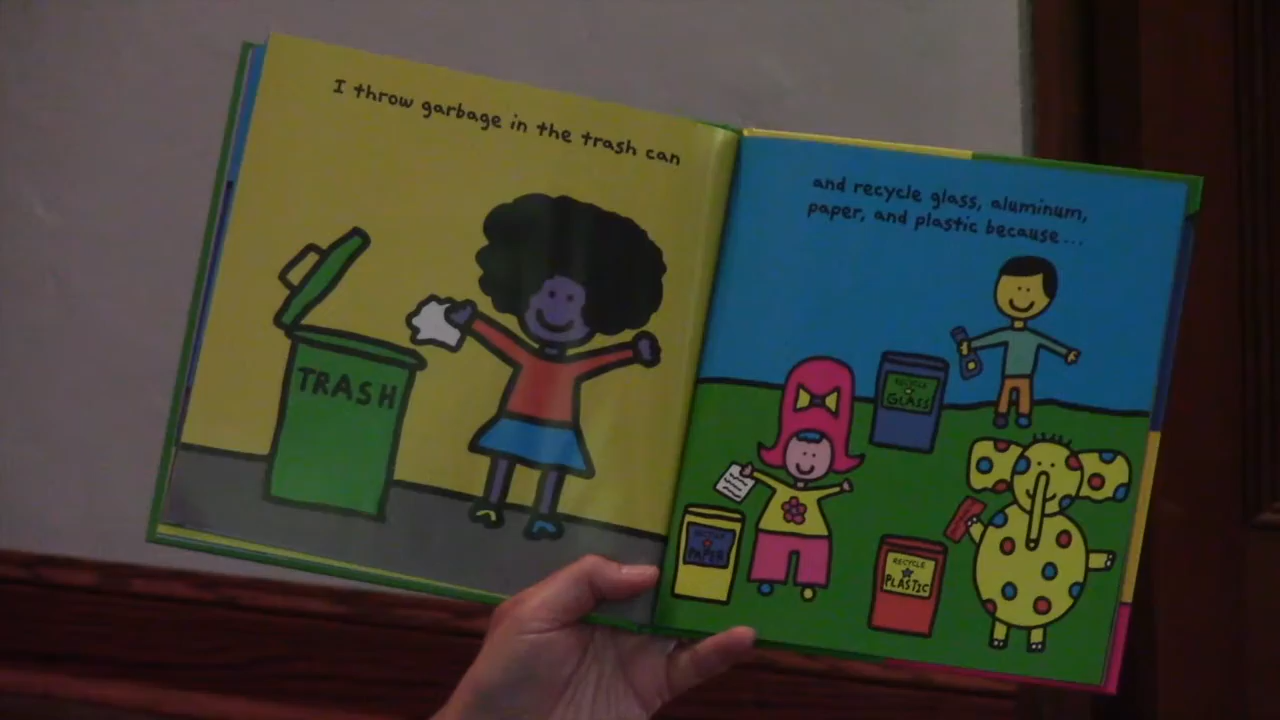 I throw garbage in the trash can
TRASH
and recycle glass, aluminum,
paper, and plastic because...
RECYCLE
GLASS
RECYCLE
PAPER
RECYCLE
PLASTIC